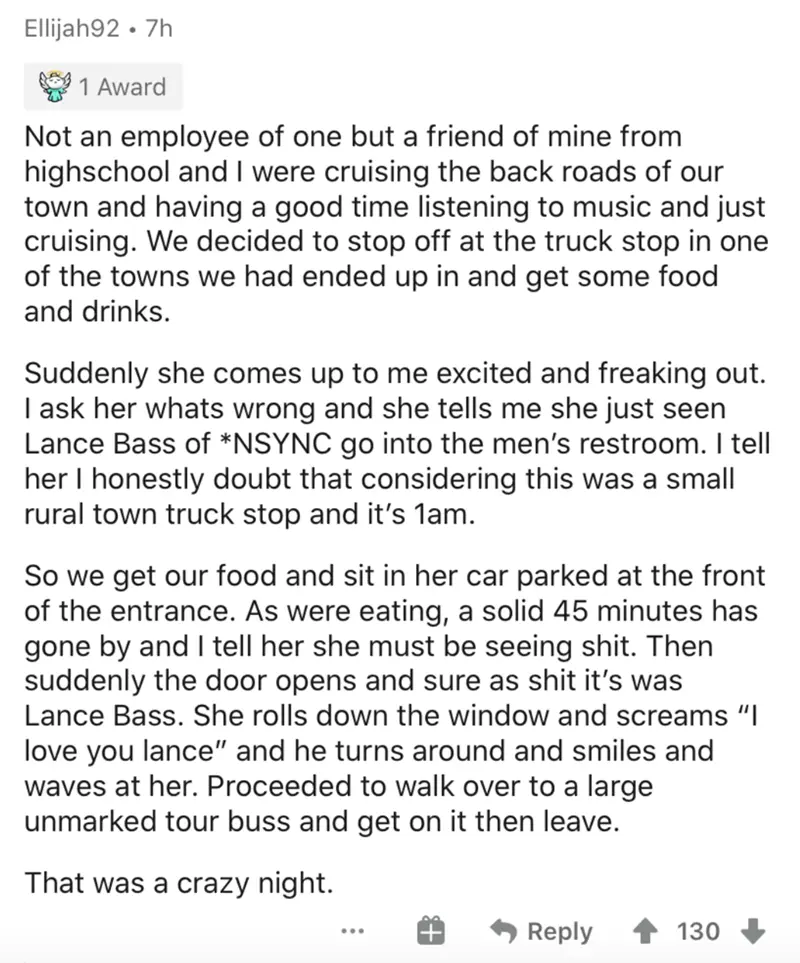 Ellijah92 • 7h
1 Award
Not an employee of one but a friend of mine from
highschool and I were cruising the back roads of our
town and having a good time listening to music and just
cruising. We decided to stop off at the truck stop in one
of the towns we had ended up in and get some food
and drinks.
Suddenly she comes up to me excited and freaking out.
I ask her whats wrong and she tells me she just seen
Lance Bass of *NSYNC go into the men’s restroom. I tell
her I honestly doubt that considering this was a small
rural town truck stop and it’s 1am.
So we get our food and sit in her car parked at the front
of the entrance. As were eating, a solid 45 minutes has
gone by and I tell her she must be seeing shit. Then
suddenly the door opens and sure as shit it’s was
Lance Bass. She rolls down the window and screams “I
love you lance” and he turns around and smiles and
waves at her. Proceeded to walk over to a large
unmarked tour buss and get on it then leave.
That was a crazy night.
... Reply 130